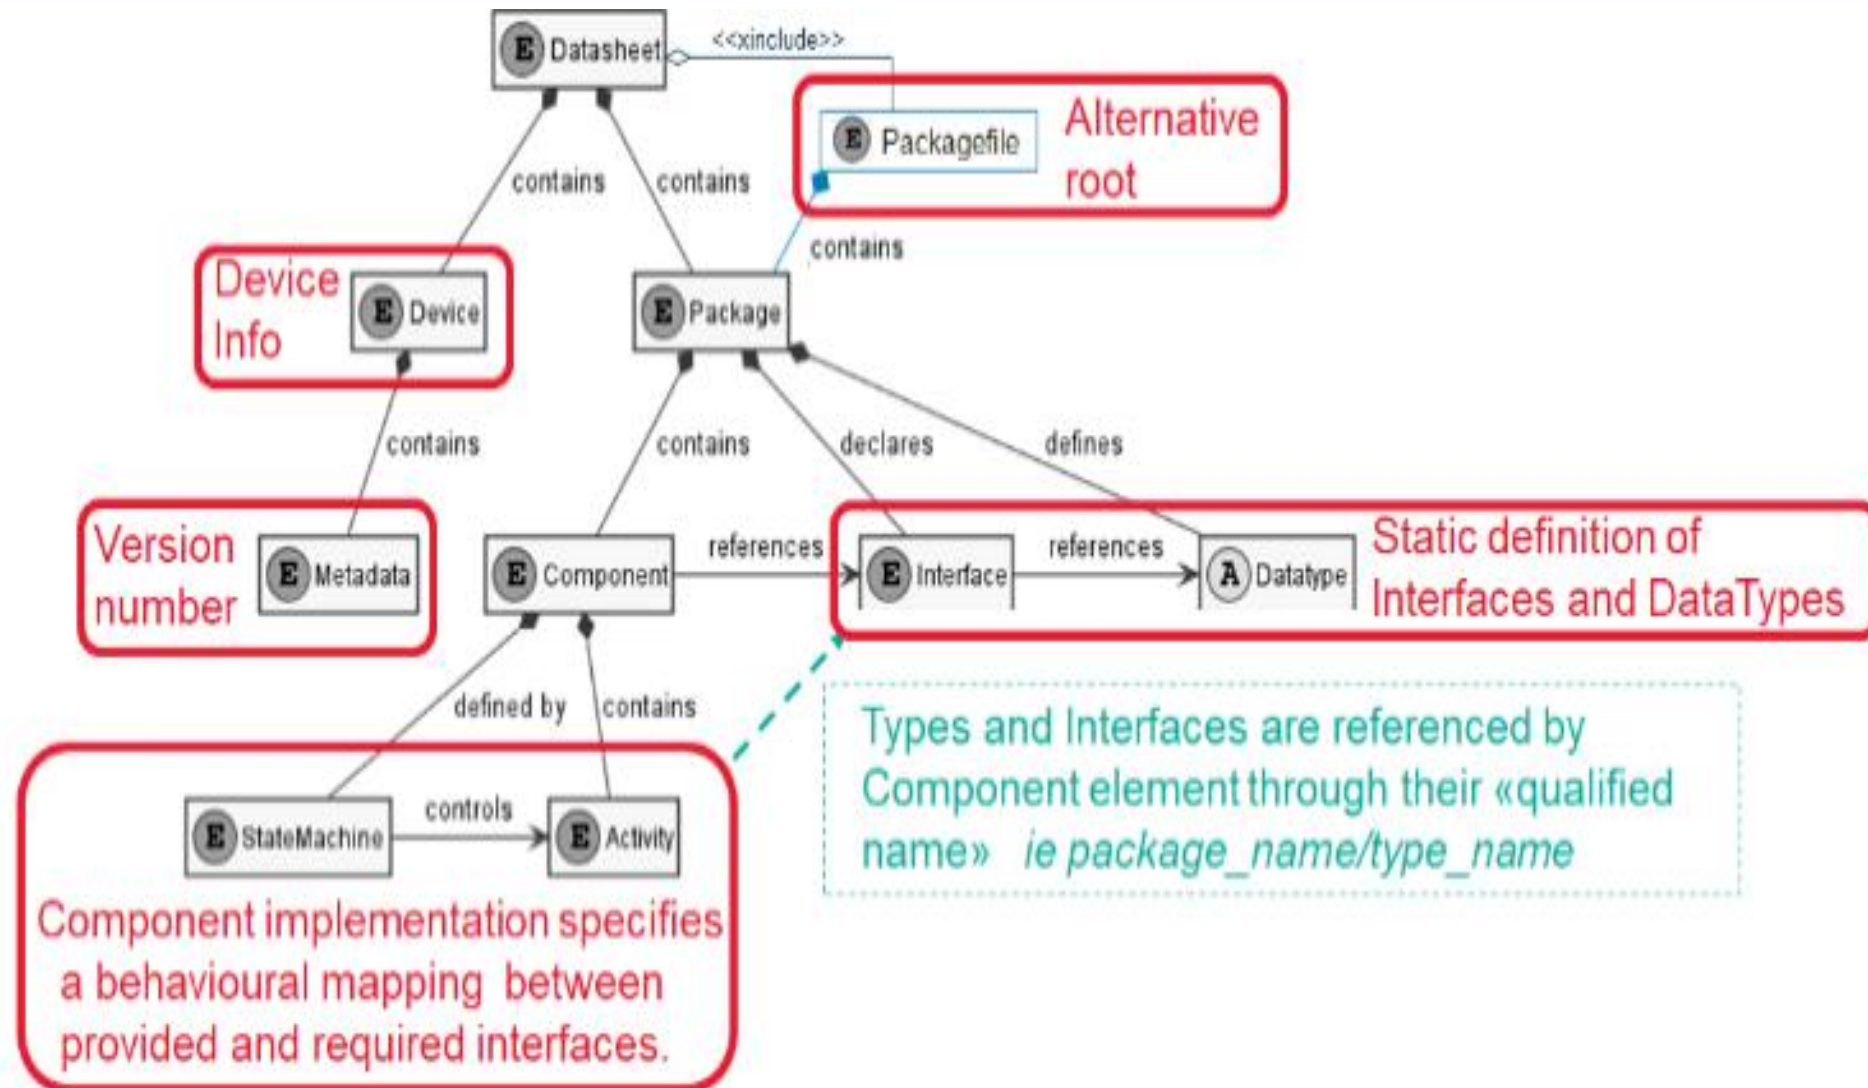 E Datasheet
<<xinclude>>
E Packagefile
Alternative
root
contains
contains
contains
Device
Info
E Device
E Package
contains
contains
declares
defines
Version
number
E Metadata
E Component
references
E Interface
references
A Datatype
Static definition of
Interfaces and DataTypes
defined by
contains
Types and Interfaces are referenced by
Component element through their «qualified
name» ie package_name/type_name
E StateMachine
controls
E Activity
Component implementation specifies
a behavioural mapping between
provided and required interfaces.